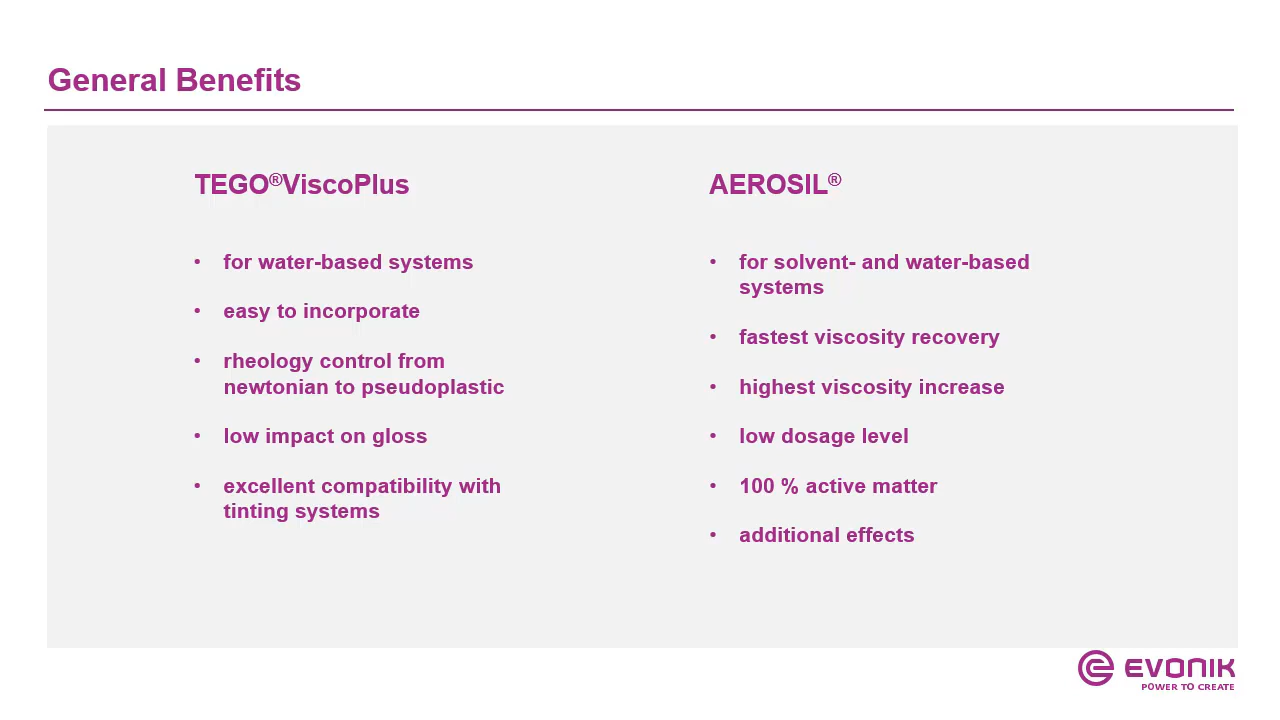 General Benefits
TEGO®ViscoPlus
• for water-based systems
• easy to incorporate
• rheology control from
newtonian to pseudoplastic
• low impact on gloss
• excellent compatibility with
tinting systems
AEROSIL®
• for solvent- and water-based
systems
• fastest viscosity recovery
• highest viscosity increase
• low dosage level
• 100 % active matter
• additional effects
EVONIK
POWER TO CREATE